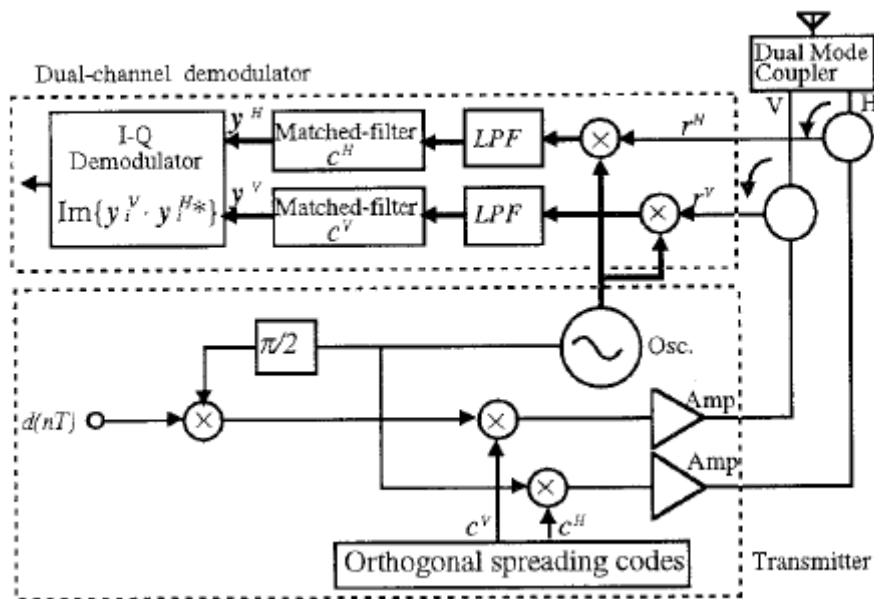 Dual-channel demodulator
Dual Mode
Coupler
V H
I-Q
Demodulator
Im{y_i^V · y_i^H*}
y^H
Matched-filter
c^H
LPF
×
r^H
y^V
Matched-filter
c^V
LPF
×
r^V
π/2
Osc.
d(nT)
×
×
Amp
×
Amp
c^V
c^H
Orthogonal spreading codes
Transmitter